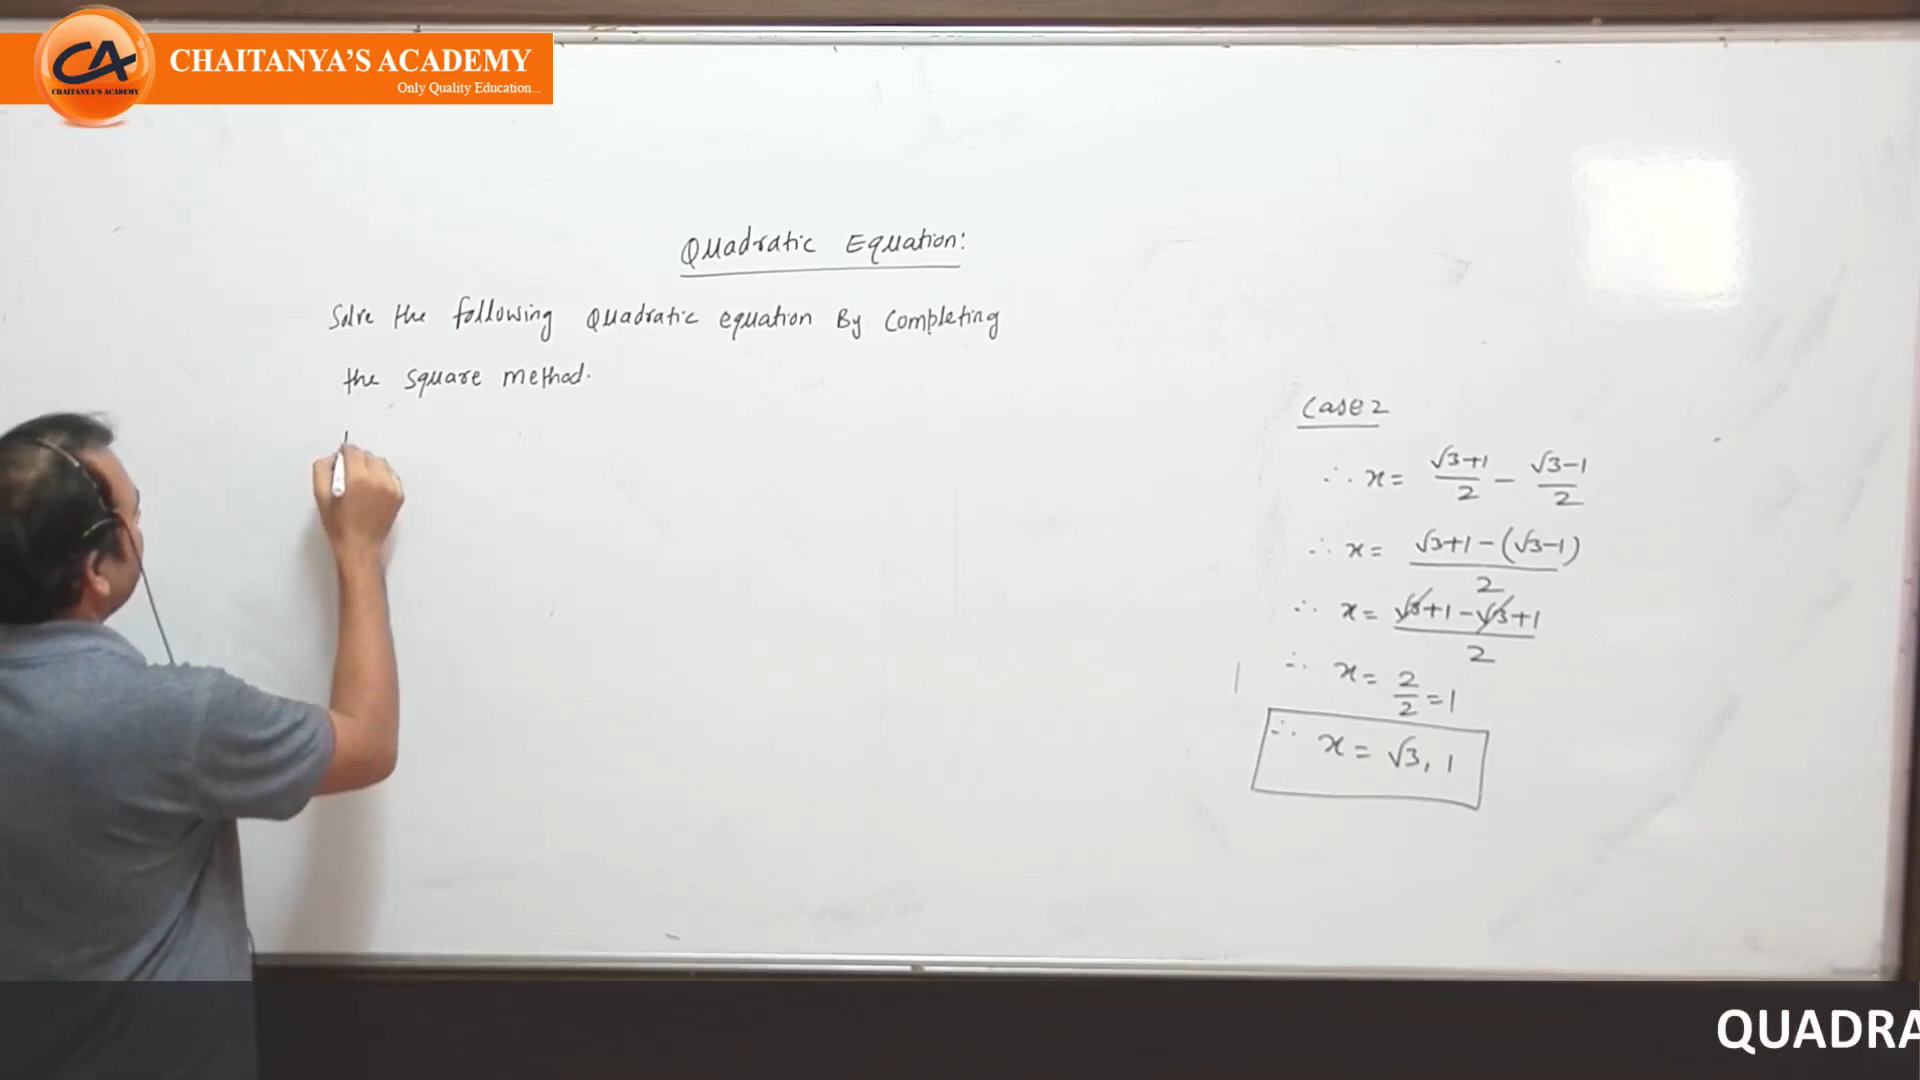 CA
CHAITANYA'S ACADEMY
CHAITANYA'S ACADEMY
Only Quality Education...
Quadratic Equation:
Solve the following Quadratic equation By Completing
the square method.
Case 2
∴ x = √3+1/2 − √3−1/2
∴ x = √3+1−(√3−1)/2
∴ x = √3+1−√3+1/2
∴ x = 2/2 = 1
∴ x = √3, 1
QUADRA